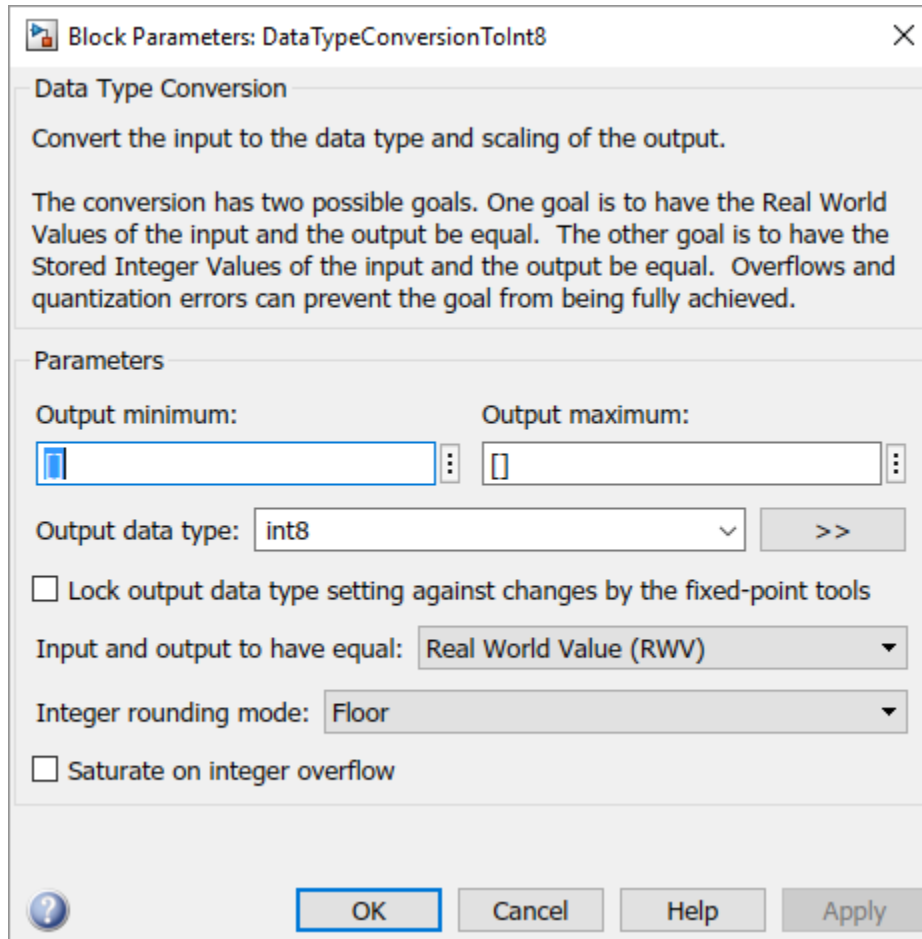 Block Parameters: DataTypeConversionToInt8
Data Type Conversion
Convert the input to the data type and scaling of the output.
The conversion has two possible goals. One goal is to have the Real World
Values of the input and the output be equal.  The other goal is to have the
Stored Integer Values of the input and the output be equal.  Overflows and
quantization errors can prevent the goal from being fully achieved.
Parameters
Output minimum: Output maximum:
[] []
Output data type: int8 >>
Lock output data type setting against changes by the fixed-point tools
Input and output to have equal: Real World Value (RWV)
Integer rounding mode: Floor
Saturate on integer overflow
? OK Cancel Help Apply